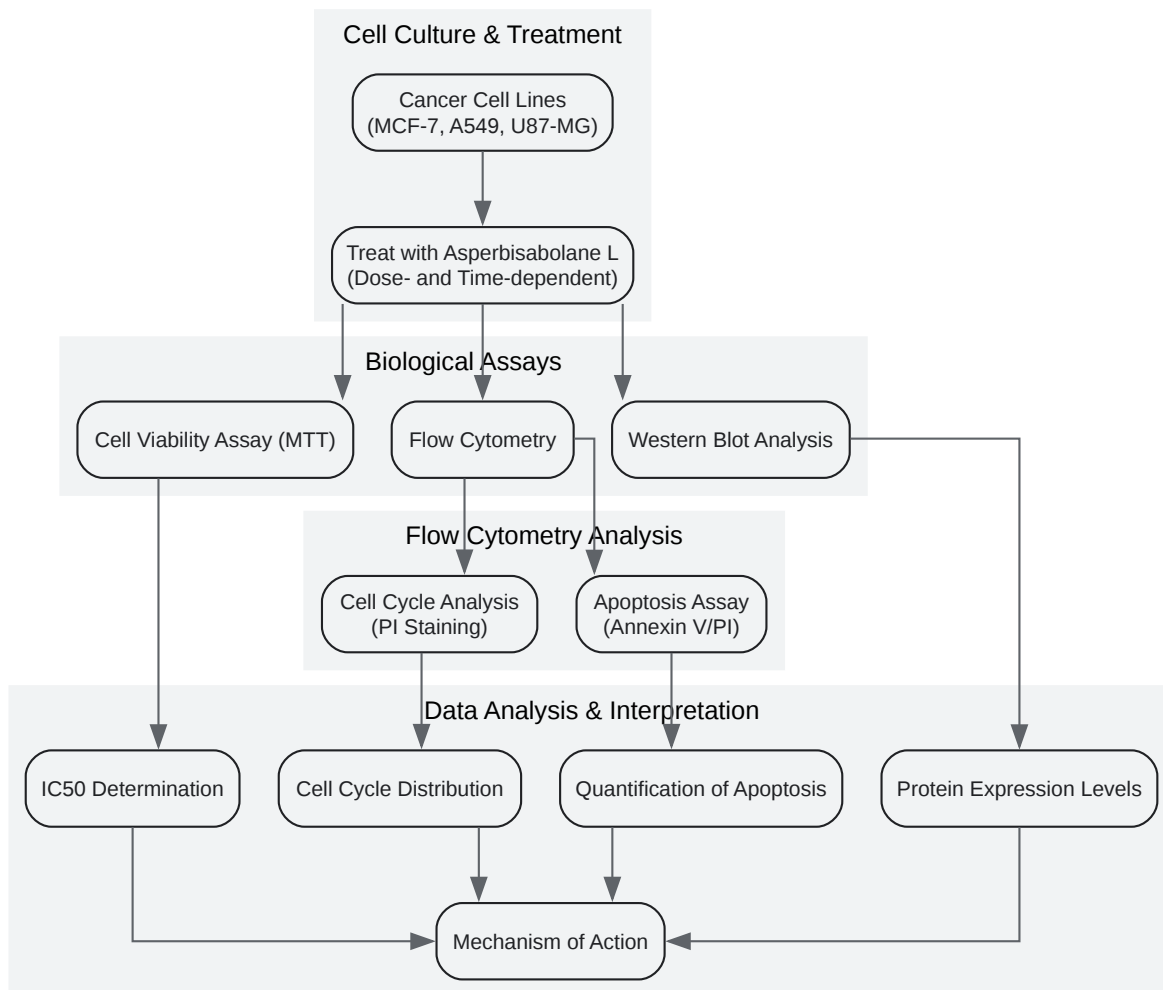 Cell Culture & Treatment
Cancer Cell Lines
(MCF-7, A549, U87-MG)
Treat with Asperbisabolane L
(Dose- and Time-dependent)
Biological Assays
Cell Viability Assay (MTT)
Flow Cytometry
Western Blot Analysis
Flow Cytometry Analysis
Cell Cycle Analysis
(PI Staining)
Apoptosis Assay
(Annexin V/PI)
Data Analysis & Interpretation
IC50 Determination
Cell Cycle Distribution
Quantification of Apoptosis
Protein Expression Levels
Mechanism of Action